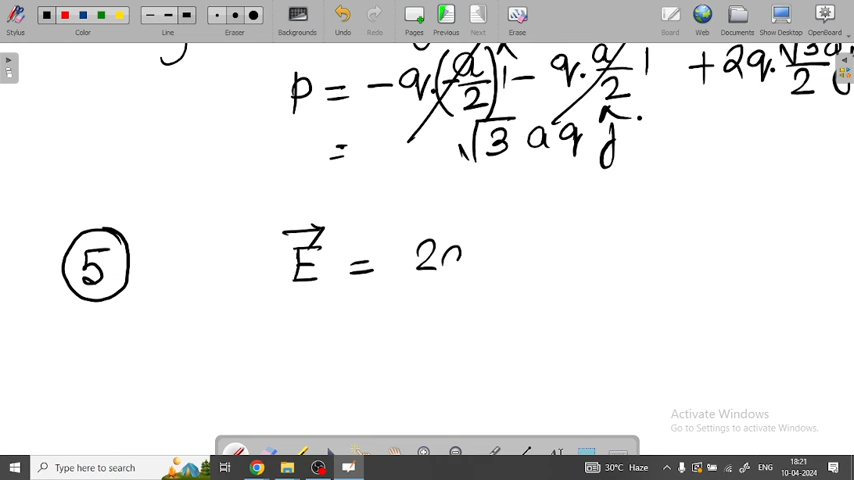 Stylus Color Line Eraser Backgrounds Undo Redo Pages Previous Next Erase Board Web Documents Show Desktop OpenBoard
p = -q.(-a/2)î - q.a/2 î + 2q.√3a/2
= √3 a q ĵ.
5 E⃗ = 20
Activate Windows
Go to Settings to activate Windows.
Type here to search 30°C Haze ENG 18:21
10-04-2024